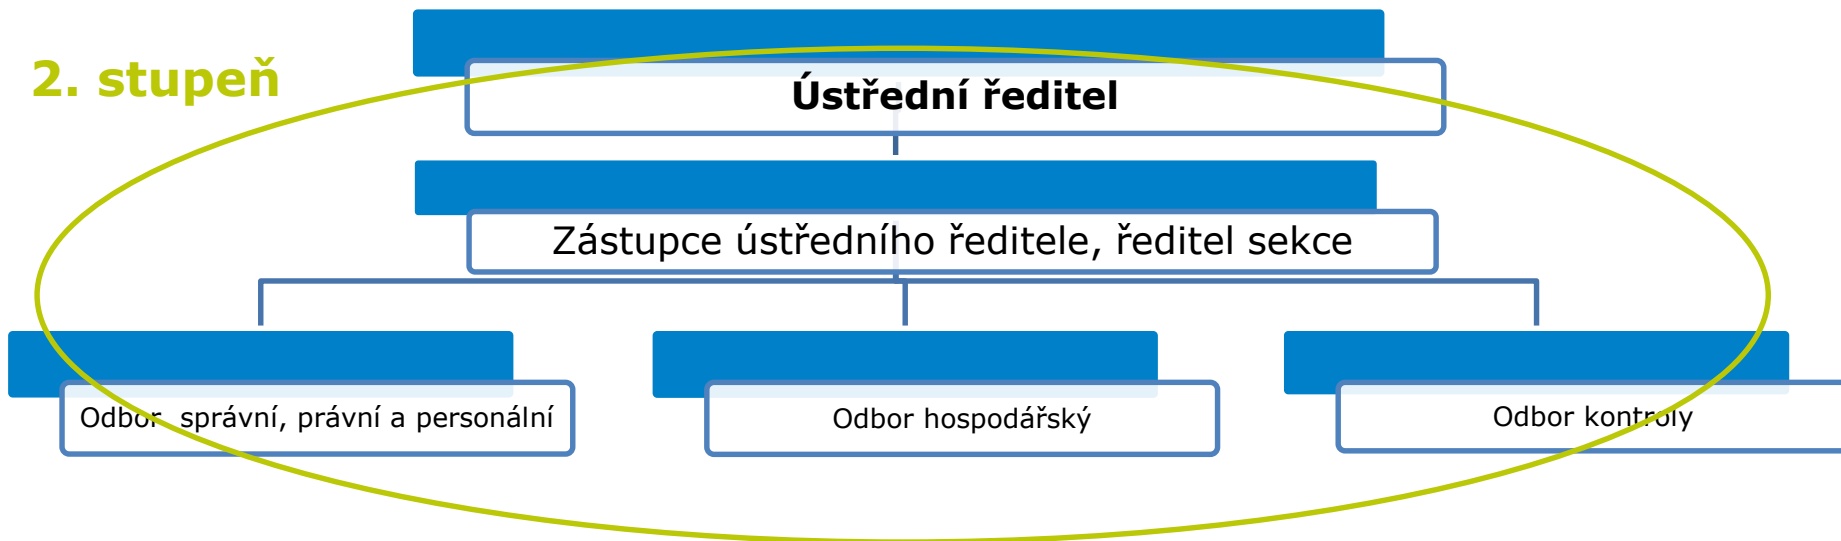 2. stupeň
Ústřední ředitel
Zástupce ústředního ředitele, ředitel sekce
Odbor  správní, právní a personální
Odbor hospodářský
Odbor kontroly